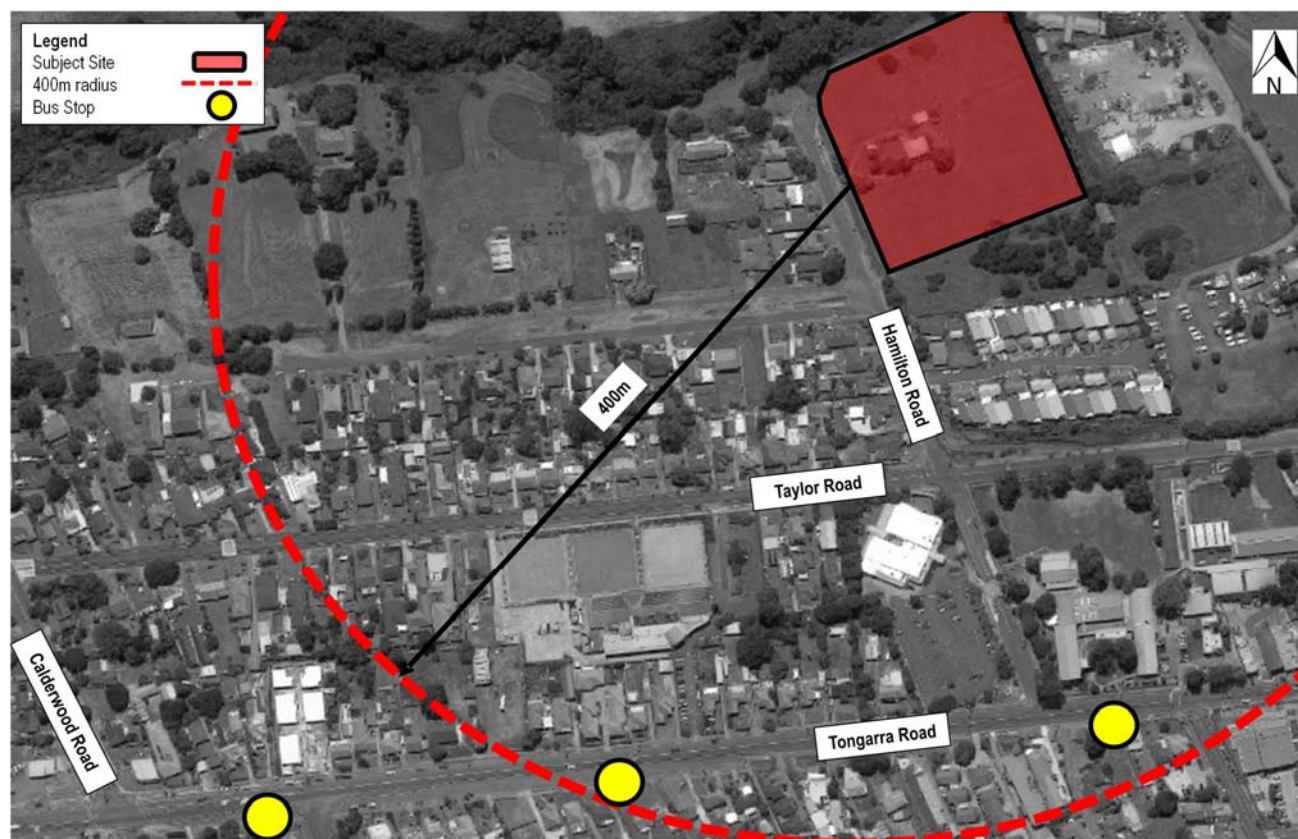 Legend
Subject Site
400m radius
Bus Stop
N
400m
Hamilton Road
Taylor Road
Calderwood Road
Tongarra Road